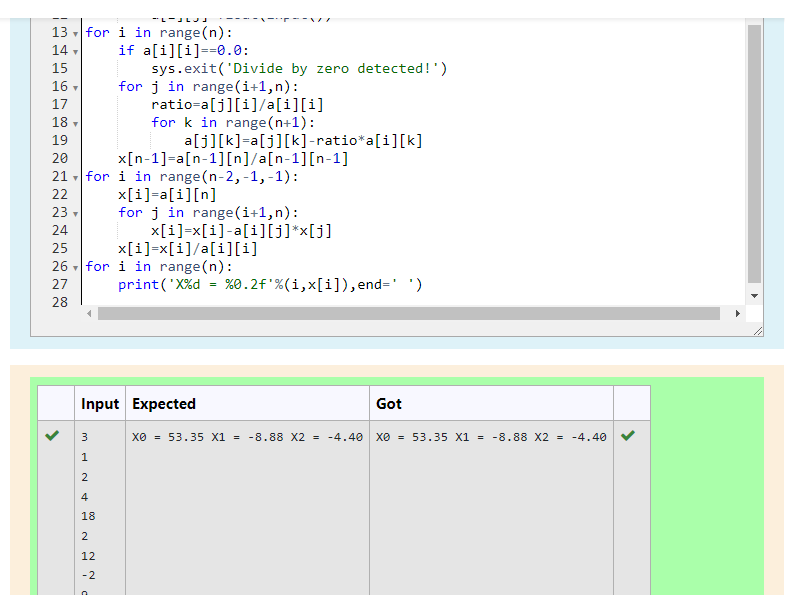 13 for i in range(n):
14     if a[i][i]==0.0:
15         sys.exit('Divide by zero detected!')
16     for j in range(i+1,n):
17         ratio=a[j][i]/a[i][i]
18         for k in range(n+1):
19             a[j][k]=a[j][k]-ratio*a[i][k]
20     x[n-1]=a[n-1][n]/a[n-1][n-1]
21 for i in range(n-2,-1,-1):
22     x[i]=a[i][n]
23     for j in range(i+1,n):
24         x[i]=x[i]-a[i][j]*x[j]
25     x[i]=x[i]/a[i][i]
26 for i in range(n):
27     print('X%d = %0.2f'%(i,x[i]),end=' ')
28
Input Expected Got
3 X0 = 53.35 X1 = -8.88 X2 = -4.40 X0 = 53.35 X1 = -8.88 X2 = -4.40
1
2
4
18
2
12
-2